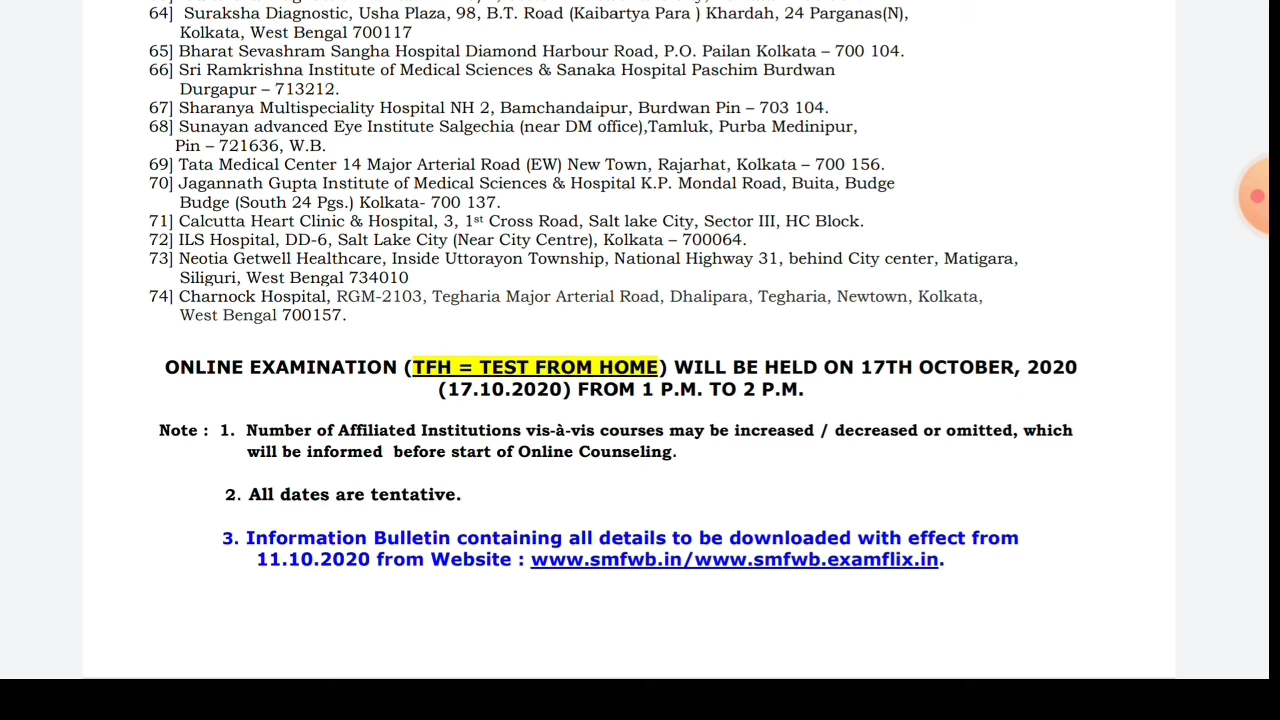 64]  Suraksha Diagnostic, Usha Plaza, 98, B.T. Road (Kaibartya Para ) Khardah, 24 Parganas(N),
Kolkata, West Bengal 700117
65] Bharat Sevashram Sangha Hospital Diamond Harbour Road, P.O. Pailan Kolkata – 700 104.
66] Sri Ramkrishna Institute of Medical Sciences & Sanaka Hospital Paschim Burdwan
Durgapur – 713212.
67] Sharanya Multispeciality Hospital NH 2, Bamchandaipur, Burdwan Pin – 703 104.
68] Sunayan advanced Eye Institute Salgechia (near DM office),Tamluk, Purba Medinipur,
Pin – 721636, W.B.
69] Tata Medical Center 14 Major Arterial Road (EW) New Town, Rajarhat, Kolkata – 700 156.
70] Jagannath Gupta Institute of Medical Sciences & Hospital K.P. Mondal Road, Buita, Budge
Budge (South 24 Pgs.) Kolkata- 700 137.
71] Calcutta Heart Clinic & Hospital, 3, 1st Cross Road, Salt lake City, Sector III, HC Block.
72] ILS Hospital, DD-6, Salt Lake City (Near City Centre), Kolkata – 700064.
73] Neotia Getwell Healthcare, Inside Uttorayon Township, National Highway 31, behind City center, Matigara,
Siliguri, West Bengal 734010
74] Charnock Hospital, RGM-2103, Tegharia Major Arterial Road, Dhalipara, Tegharia, Newtown, Kolkata,
West Bengal 700157.
ONLINE EXAMINATION (TFH = TEST FROM HOME) WILL BE HELD ON 17TH OCTOBER, 2020
(17.10.2020) FROM 1 P.M. TO 2 P.M.
Note : 1. Number of Affiliated Institutions vis-à-vis courses may be increased / decreased or omitted, which
will be informed before start of Online Counseling.
2. All dates are tentative.
3. Information Bulletin containing all details to be downloaded with effect from
11.10.2020 from Website : www.smfwb.in/www.smfwb.examflix.in.